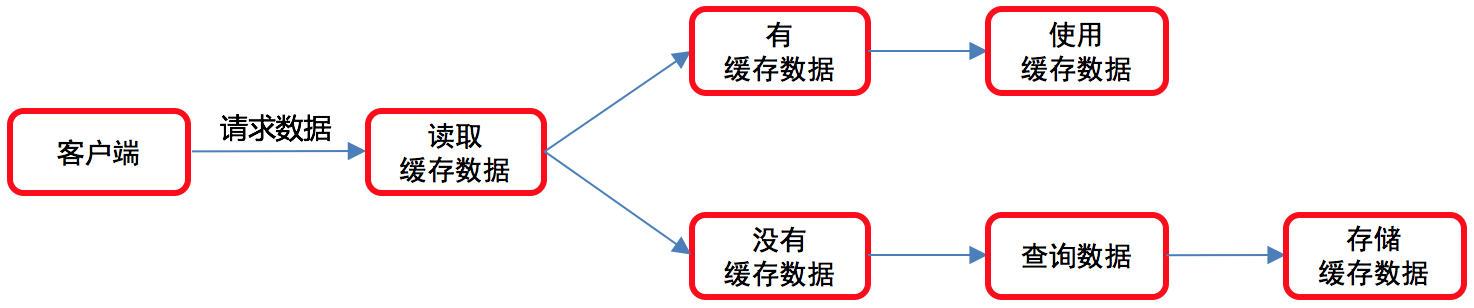 客户端
请求数据
读取
缓存数据
有
缓存数据
使用
缓存数据
没有
缓存数据
查询数据
存储
缓存数据